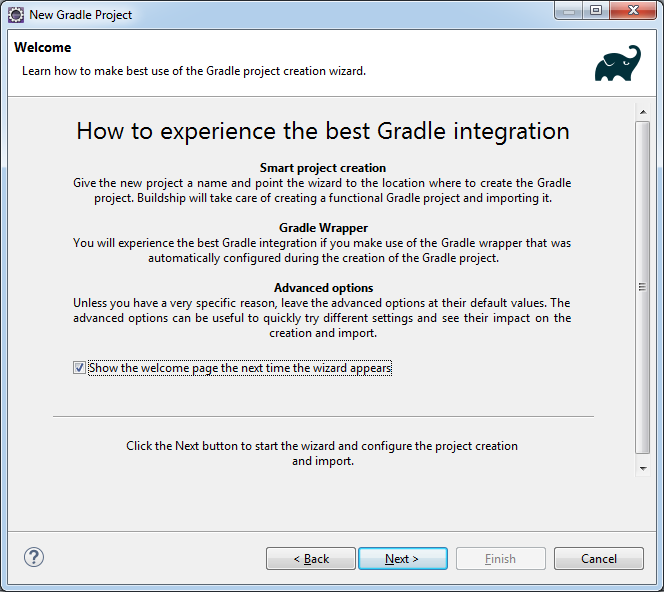 New Gradle Project
Welcome
Learn how to make best use of the Gradle project creation wizard.
How to experience the best Gradle integration
Smart project creation
Give the new project a name and point the wizard to the location where to create the Gradle
project. Buildship will take care of creating a functional Gradle project and importing it.
Gradle Wrapper
You will experience the best Gradle integration if you make use of the Gradle wrapper that was
automatically configured during the creation of the Gradle project.
Advanced options
Unless you have a very specific reason, leave the advanced options at their default values. The
advanced options can be useful to quickly try different settings and see their impact on the
creation and import.
Show the welcome page the next time the wizard appears
Click the Next button to start the wizard and configure the project creation
and import.
?
< Back
Next >
Finish
Cancel